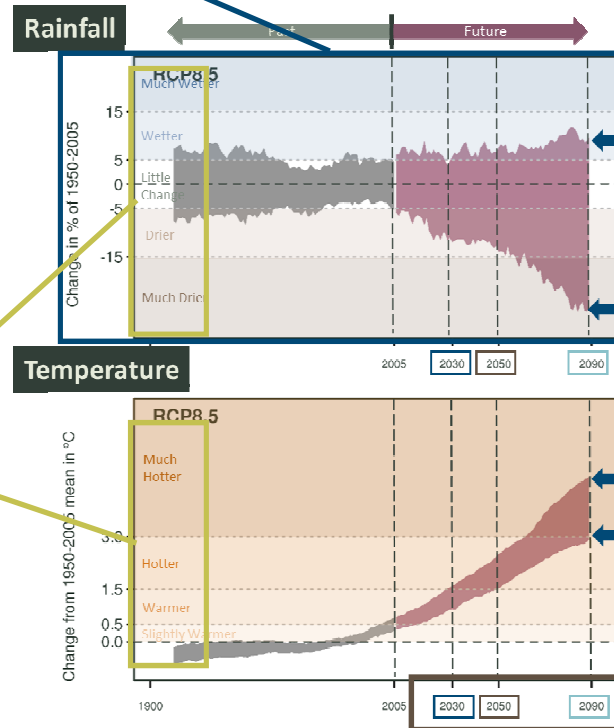 Rainfall
Past
Future
RCP8.5
Much Wetter
15
Wetter
5
Little
0
Change
-5
Drier
-15
Much Drier
Change in % of 1950-2005
2005
2030
2050
2090
Temperature
RCP8.5
Much
Hotter
3.0
Hotter
1.5
Warmer
0.5
Slightly Warmer
0.0
Change from 1950-2005 mean in ºC
1900
2005
2030
2050
2090